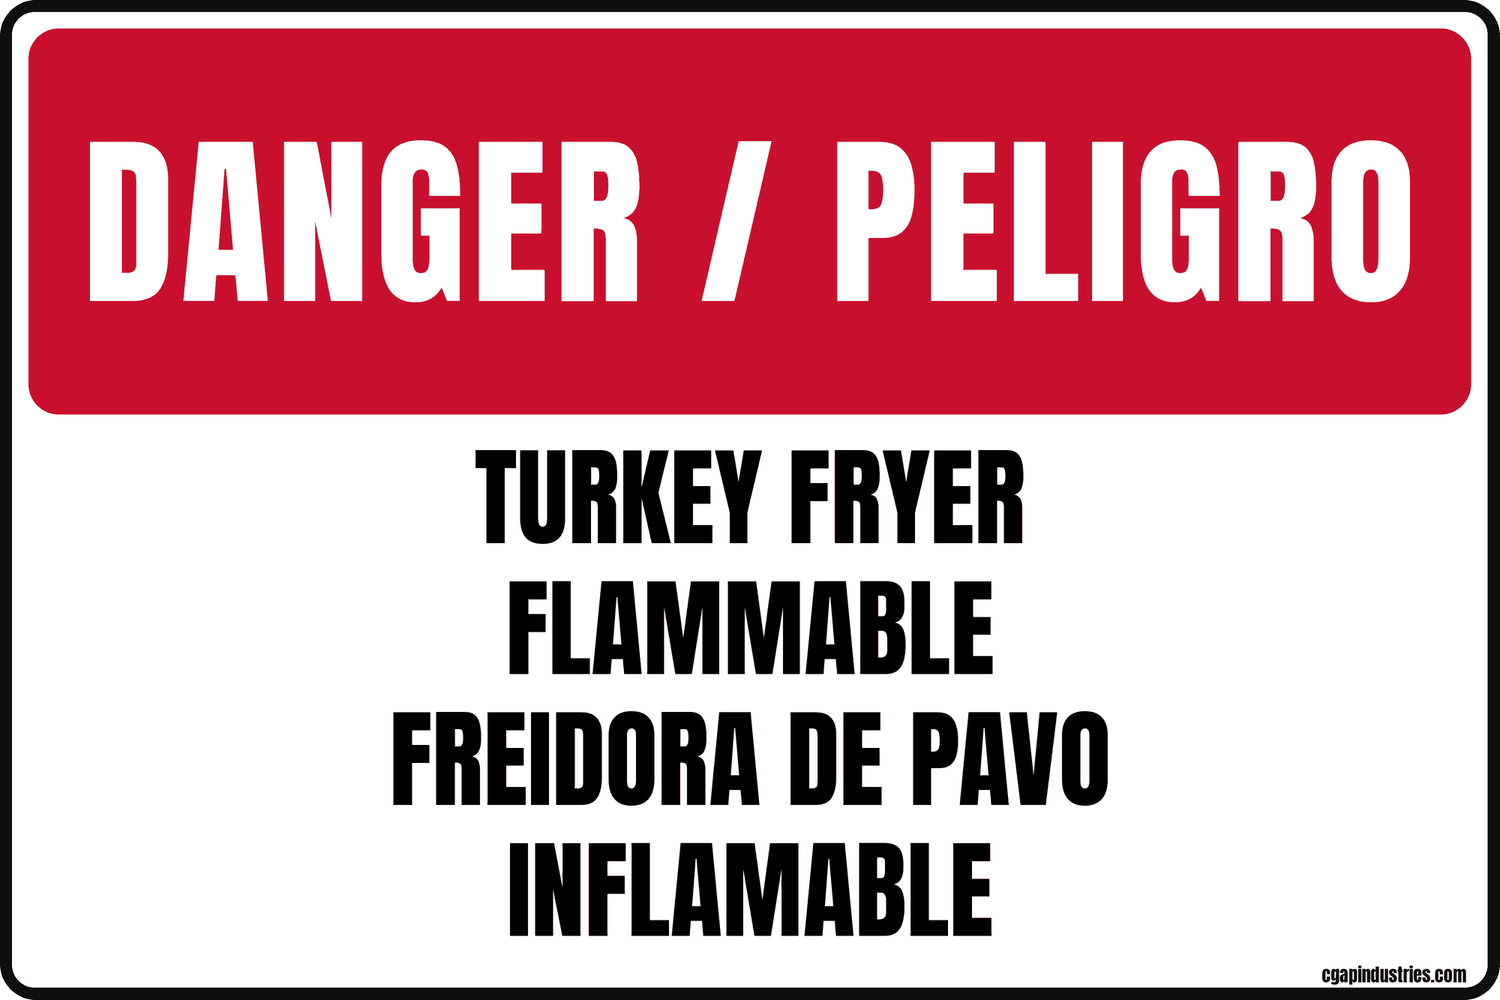 DANGER / PELIGRO
TURKEY FRYER
FLAMMABLE
FREIDORA DE PAVO
INFLAMABLE
cgapindustries.com